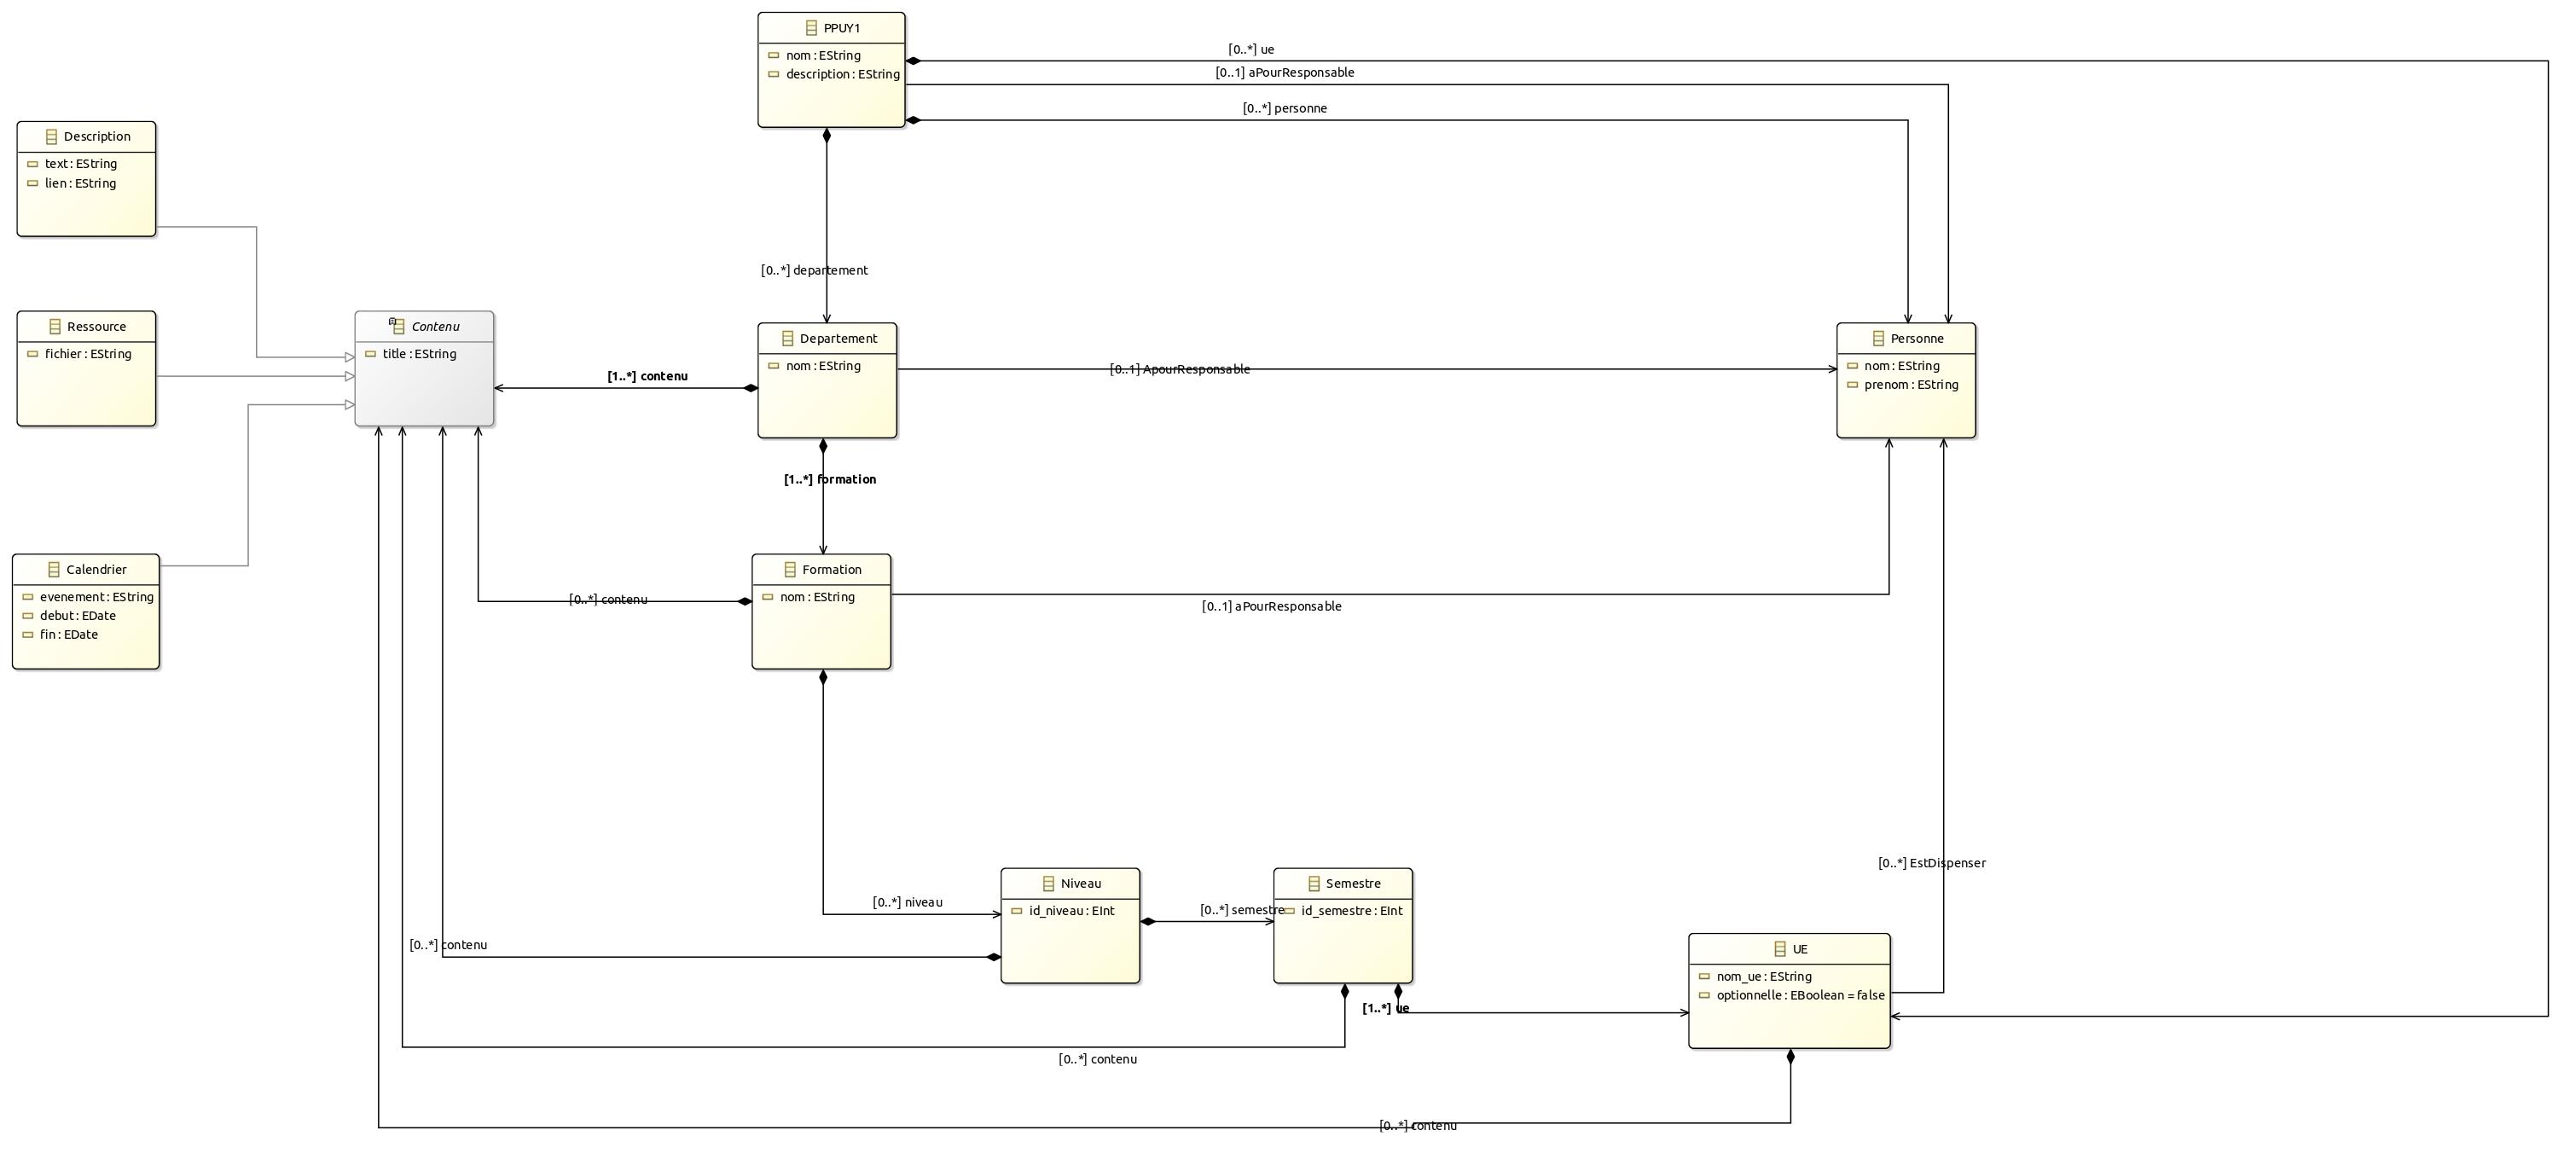 PPUY1
nom : EString
description : EString
[0..*] ue
[0..1] aPourResponsable
[0..*] personne
Description
text : EString
lien : EString
[0..*] departement
Ressource
fichier : EString
Contenu
title : EString
Departement
nom : EString
Personne
nom : EString
prenom : EString
[1..*] contenu
[0..1] ApourResponsable
[1..*] formation
Calendrier
evenement : EString
debut : EDate
fin : EDate
Formation
nom : EString
[0..*] contenu
[0..1] aPourResponsable
[0..*] EstDispenser
Niveau
id_niveau : EInt
Semestre
id_semestre : EInt
[0..*] niveau
[0..*] semestre
[0..*] contenu
UE
nom_ue : EString
optionnelle : EBoolean = false
[1..*] ue
[0..*] contenu
[0..*] contenu